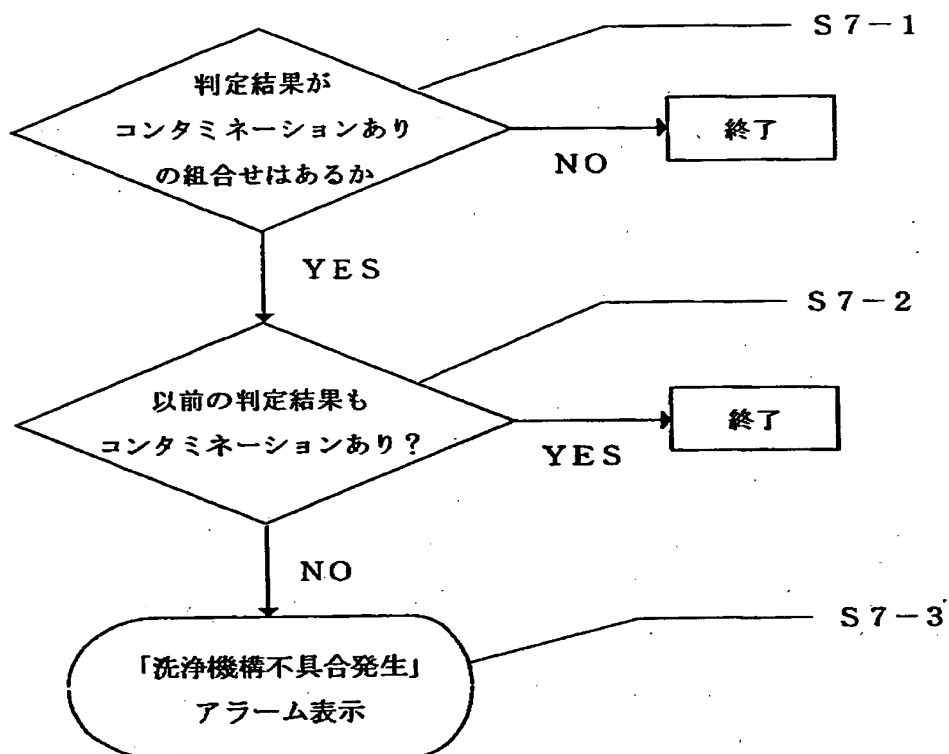 S7-1
判定結果が
コンタミネーションあり
の組合せはあるか
終了
NO
YES
S7-2
以前の判定結果も
コンタミネーションあり?
終了
YES
NO
S7-3
「洗浄機構不具合発生」
アラーム表示